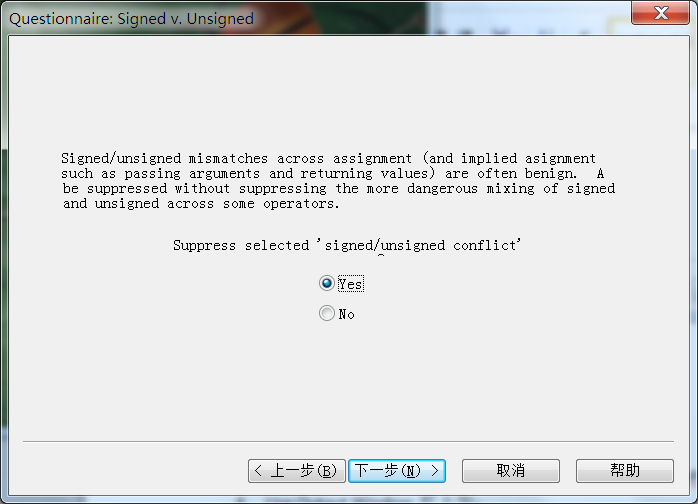 Questionnaire: Signed v. Unsigned
Signed/unsigned mismatches across assignment (and implied asignment
such as passing arguments and returning values) are often benign.  A
be suppressed without suppressing the more dangerous mixing of signed
and unsigned across some operators.
Suppress selected 'signed/unsigned conflict'
Yes
No
< 上一步(B)
下一步(N) >
取消
帮助